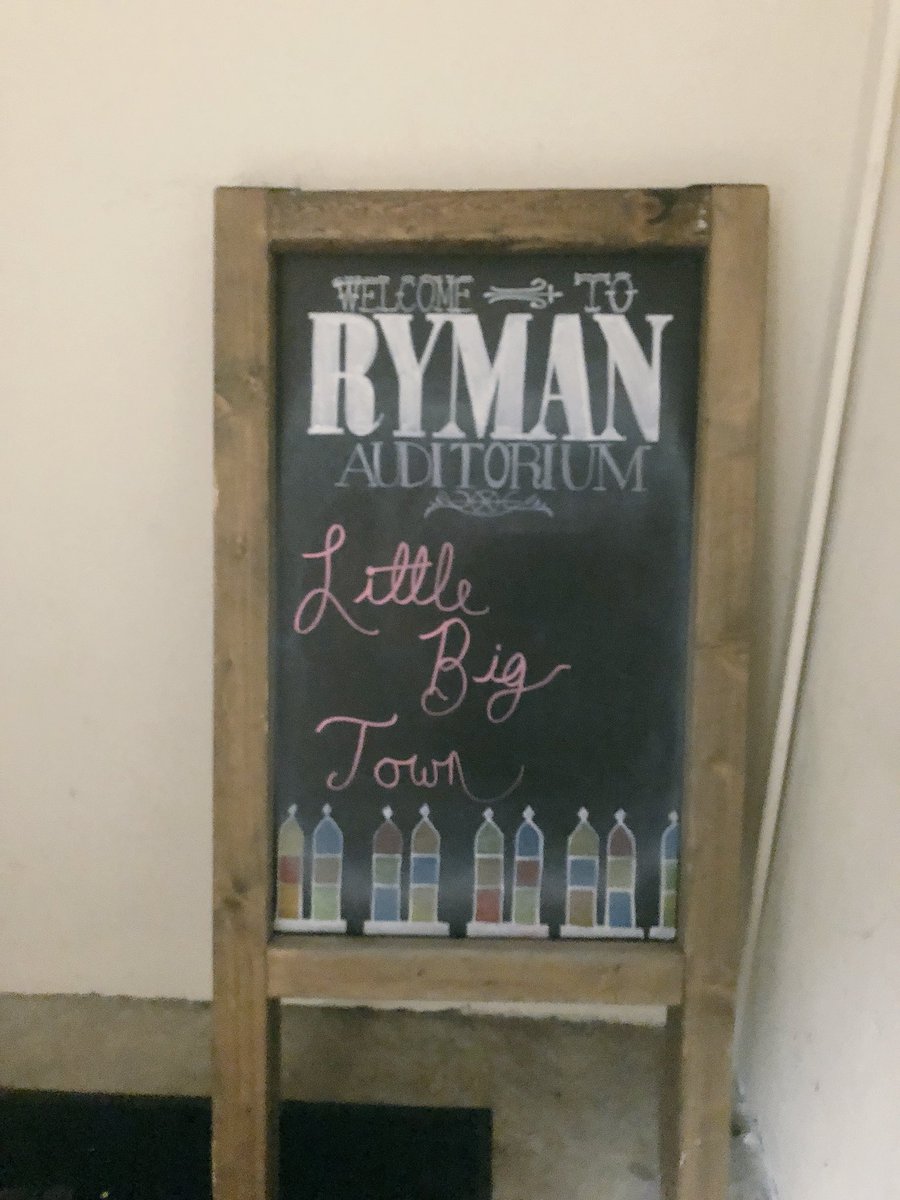 WELCOME TO
RYMAN
AUDITORIUM
Little
Big
Town